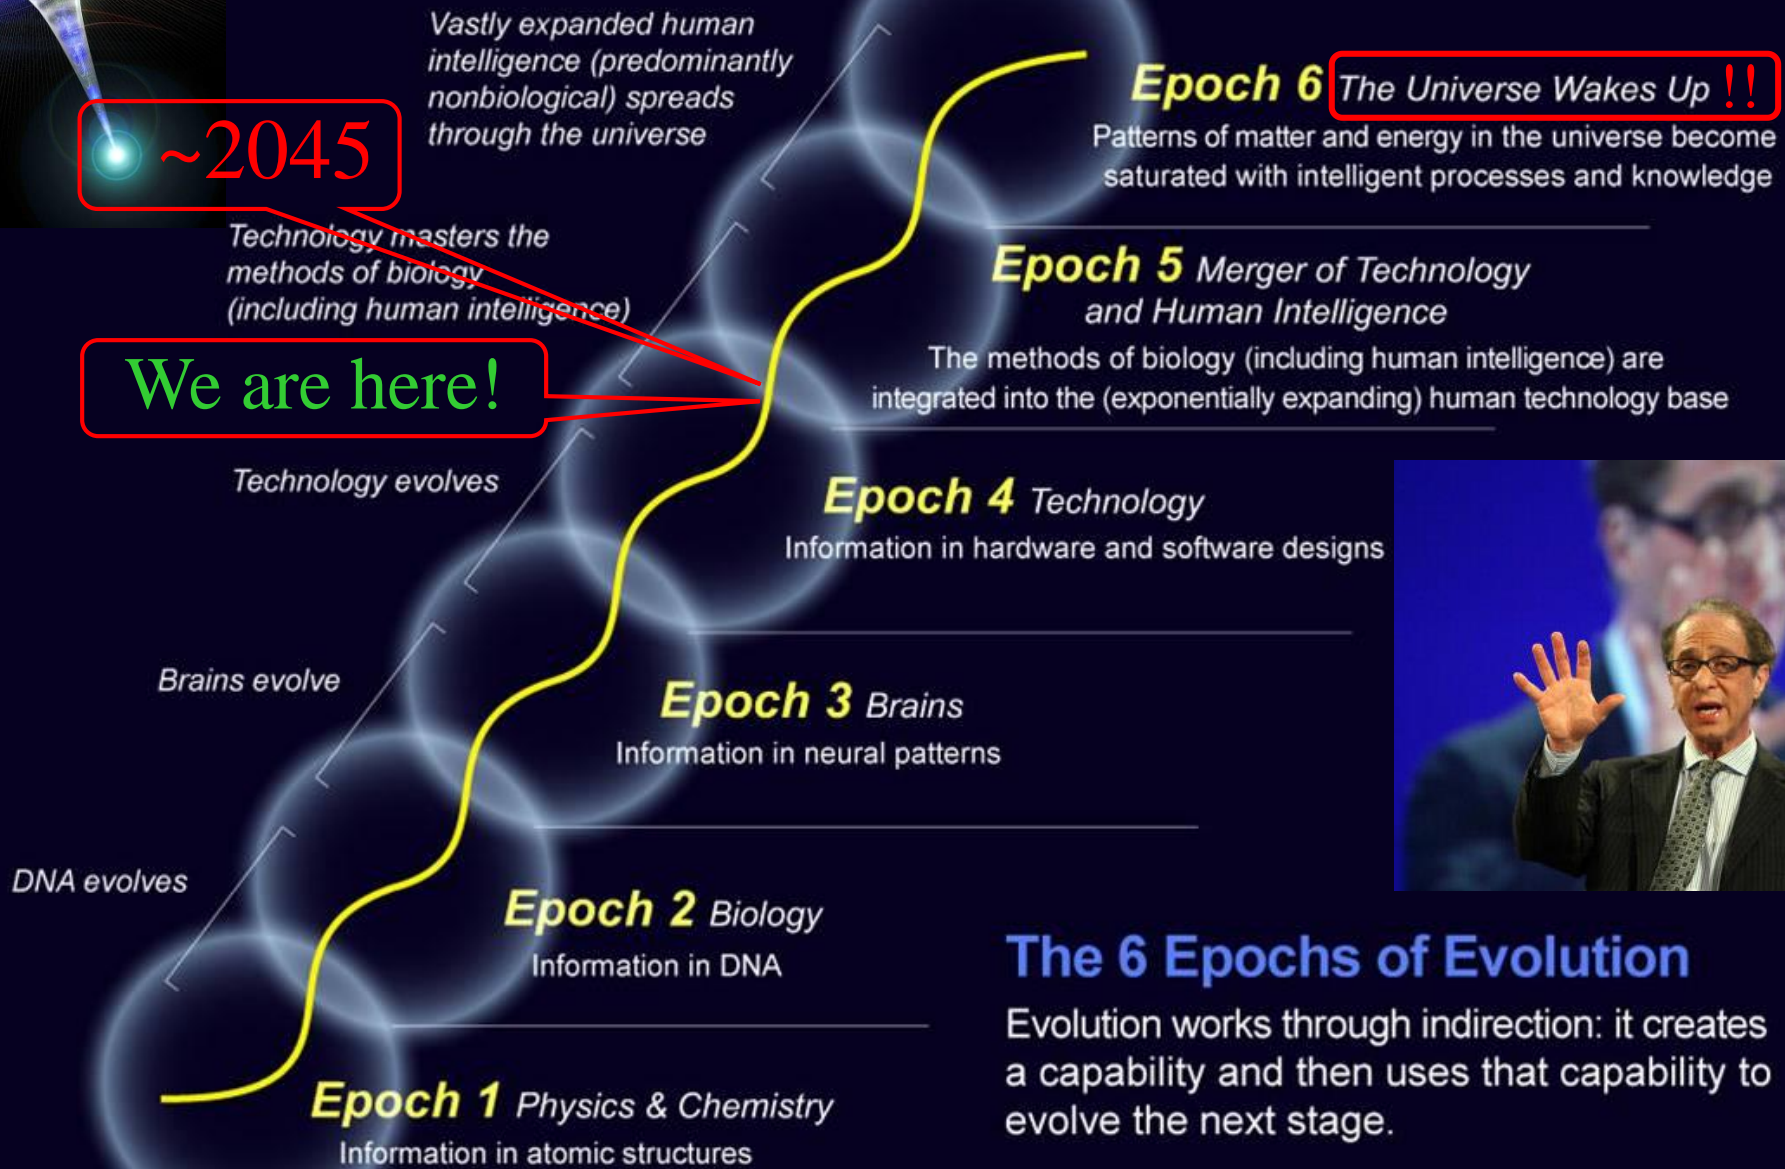 Vastly expanded human
intelligence (predominantly
nonbiological) spreads
through the universe
Epoch 6 The Universe Wakes Up !!
Patterns of matter and energy in the universe become
saturated with intelligent processes and knowledge
~2045
Technology masters the
methods of biology
(including human intelligence)
Epoch 5 Merger of Technology
and Human Intelligence
The methods of biology (including human intelligence) are
integrated into the (exponentially expanding) human technology base
We are here!
Technology evolves
Epoch 4 Technology
Information in hardware and software designs
Brains evolve
Epoch 3 Brains
Information in neural patterns
DNA evolves
Epoch 2 Biology
Information in DNA
Epoch 1 Physics & Chemistry
Information in atomic structures
The 6 Epochs of Evolution
Evolution works through indirection: it creates
a capability and then uses that capability to
evolve the next stage.